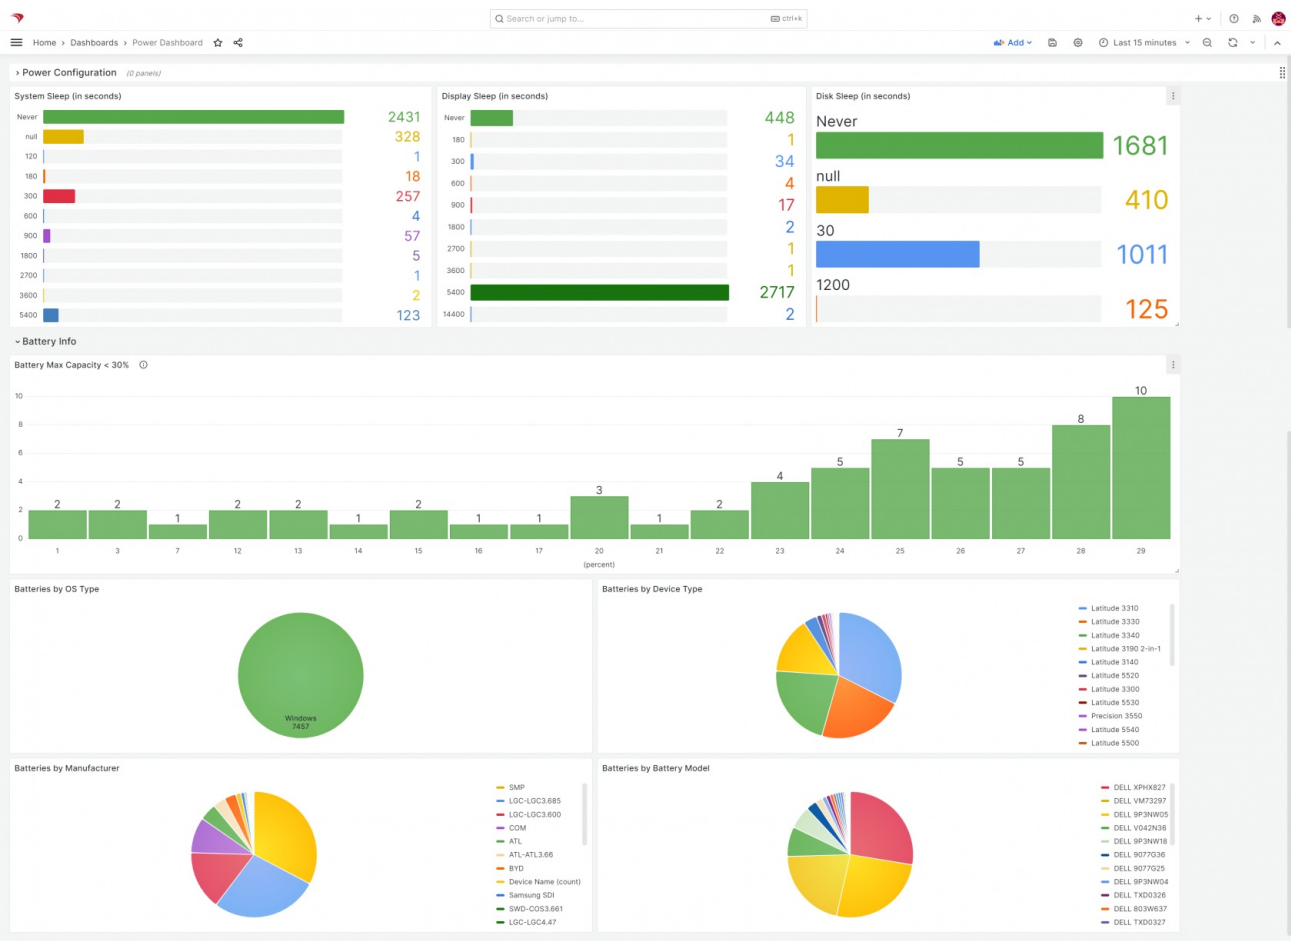 Search or jump to...
ctrl+k
Home › Dashboards › Power Dashboard
Add
Last 15 minutes
Power Configuration (0 panels)
System Sleep (in seconds)
Never 2431
null 328
120 1
180 18
300 257
600 4
900 57
1800 5
2700 1
3600 2
5400 123
Display Sleep (in seconds)
Never 448
180 1
300 34
600 4
900 17
1800 2
2700 1
3600 1
5400 2717
14400 2
Disk Sleep (in seconds)
Never
1681
null
410
30
1011
1200
125
Battery Info
Battery Max Capacity < 30%
10
8
6
4
2
0
2 2 1 2 2 1 2 1 1 3 1 2 4 5 7 5 5 8 10
1 3 7 12 13 14 15 16 17 20 21 22 23 24 25 26 27 28 29
(percent)
Batteries by OS Type
Windows
7457
Batteries by Device Type
Latitude 3310
Latitude 3330
Latitude 3340
Latitude 3190 2-in-1
Latitude 3140
Latitude 5520
Latitude 3300
Latitude 5530
Precision 3550
Latitude 5540
Latitude 5500
Batteries by Manufacturer
SMP
LGC-LGC3.685
LGC-LGC3.600
COM
ATL
ATL-ATL3.66
BYD
Device Name (count)
Samsung SDI
SWD-COS3.661
LGC-LGC4.47
Batteries by Battery Model
DELL XPHX827
DELL VM73297
DELL 9P3NW05
DELL V042N36
DELL 9P3NW18
DELL 9077G36
DELL 9077G25
DELL 9P3NW04
DELL TXD0326
DELL 803W637
DELL TXD0327